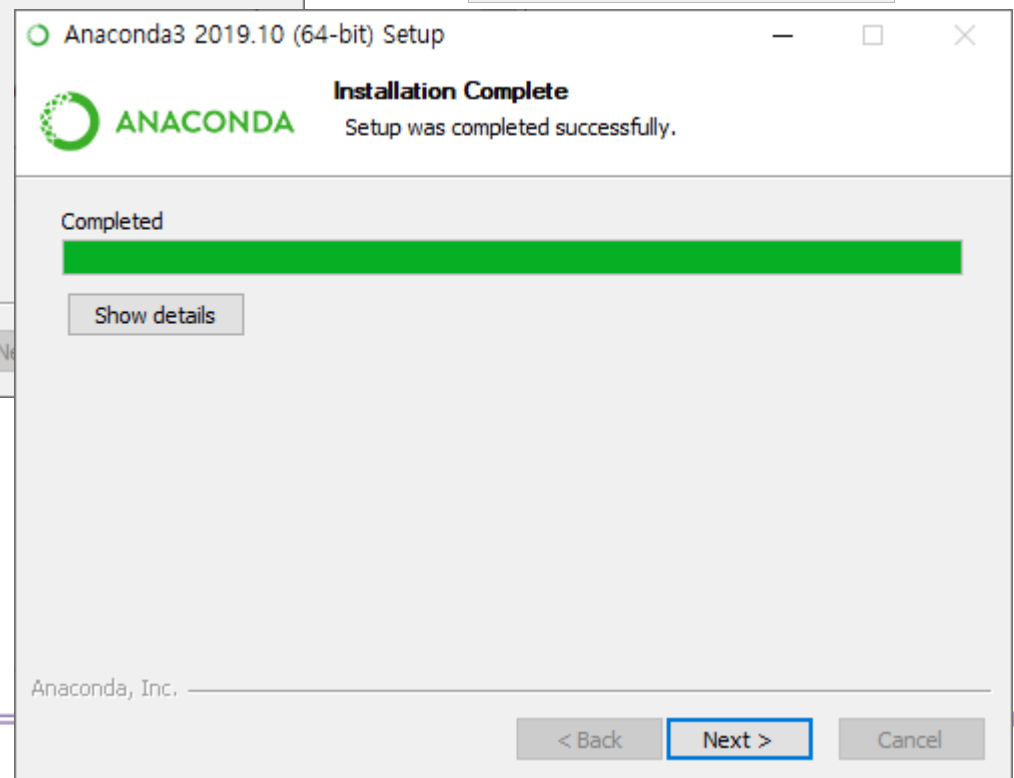 Anaconda3 2019.10 (64-bit) Setup
ANACONDA
Installation Complete
Setup was completed successfully.
Completed
Show details
Anaconda, Inc.
< Back
Next >
Cancel